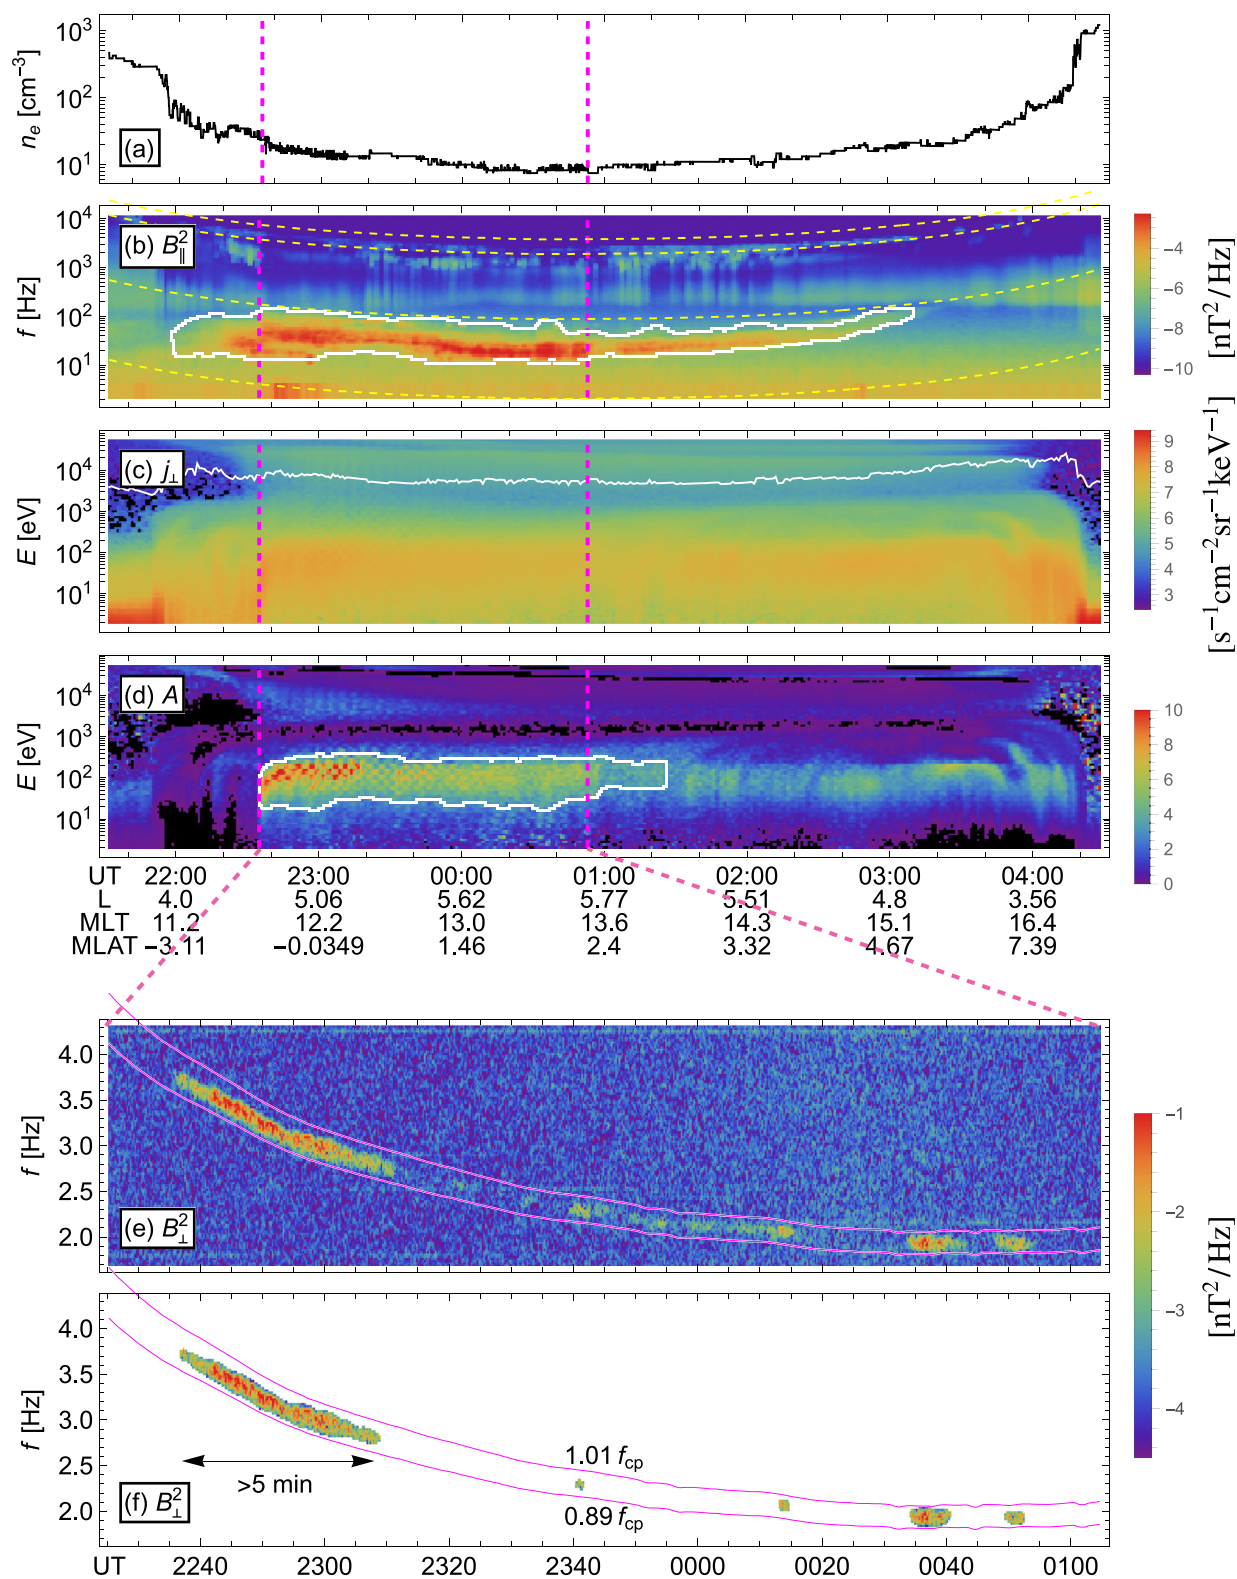 10³
10²
10¹
nₑ [cm⁻³]
(a)
10⁴
10³
10²
10¹
f [Hz]
(b) B∥²
−4
−6
−8
−10
[nT²/Hz]
10⁴
10³
10²
10¹
E [eV]
(c) j⊥
9
8
7
6
5
4
3
[s⁻¹cm⁻²sr⁻¹keV⁻¹]
10⁴
10³
10²
10¹
E [eV]
(d) A
10
8
6
4
2
0
UT 22:00 23:00 00:00 01:00 02:00 03:00 04:00
L 4.0 5.06 5.62 5.77 5.51 4.8 3.56
MLT 11.2 12.2 13.0 13.6 14.3 15.1 16.4
MLAT −3.11 −0.0349 1.46 2.4 3.32 4.67 7.39
4.0
3.5
3.0
2.5
2.0
f [Hz]
(e) B⊥²
−1
−2
−3
−4
[nT²/Hz]
4.0
3.5
3.0
2.5
2.0
f [Hz]
1.01 f_cp
>5 min
0.89 f_cp
(f) B⊥²
UT 2240 2300 2320 2340 0000 0020 0040 0100